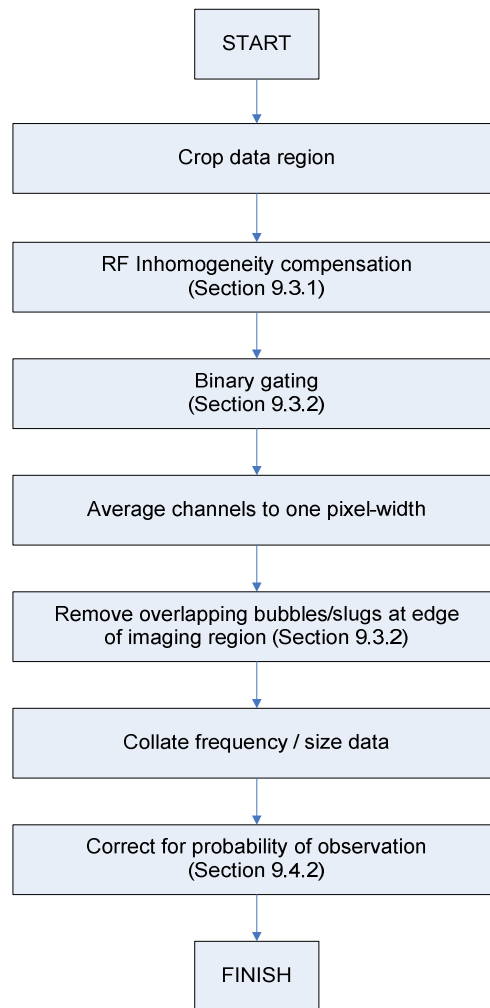 START
Crop data region
RF Inhomogeneity compensation
(Section 9.3.1)
Binary gating
(Section 9.3.2)
Average channels to one pixel-width
Remove overlapping bubbles/slugs at edge
of imaging region (Section 9.3.2)
Collate frequency / size data
Correct for probability of observation
(Section 9.4.2)
FINISH